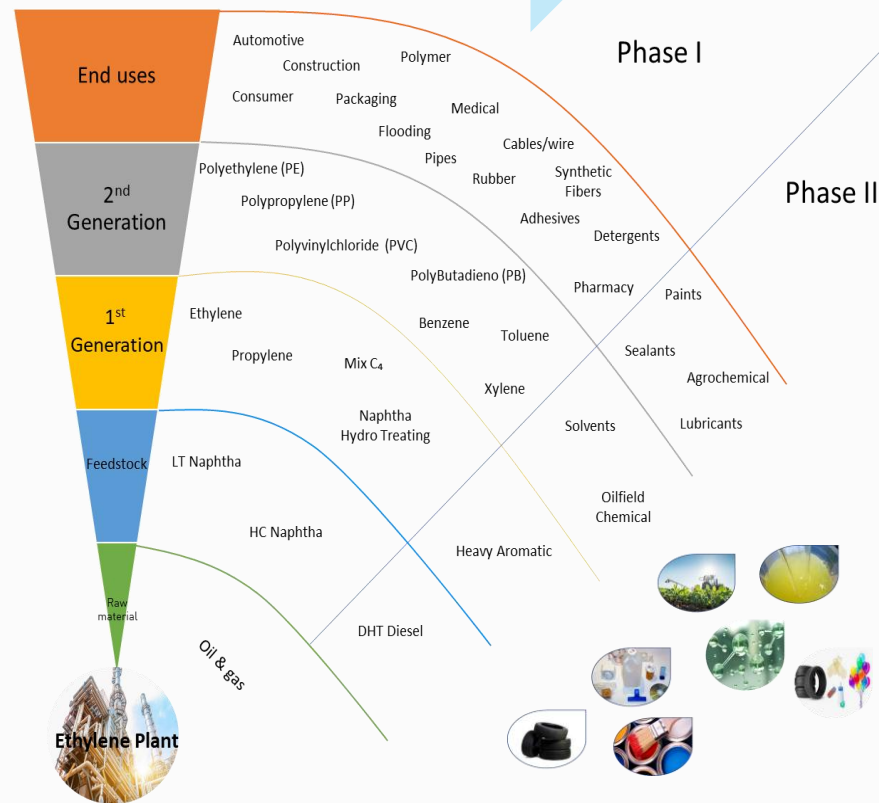 Phase I
Phase II
End uses
Automotive
Construction
Polymer
Consumer
Packaging
Medical
Flooding
Cables/wire
Pipes
Rubber
Synthetic
Fibers
Adhesives
Detergents
Pharmacy
Paints
Sealants
Agrochemical
Lubricants
2nd
Generation
Polyethylene (PE)
Polypropylene (PP)
Polyvinylchloride (PVC)
PolyButadieno (PB)
Benzene
Toluene
Xylene
Solvents
Oilfield
Chemical
1st
Generation
Ethylene
Propylene
Mix C₄
Naphtha
Hydro Treating
Heavy Aromatic
Feedstock
LT Naphtha
HC Naphtha
DHT Diesel
Raw
material
Oil & gas
Ethylene Plant